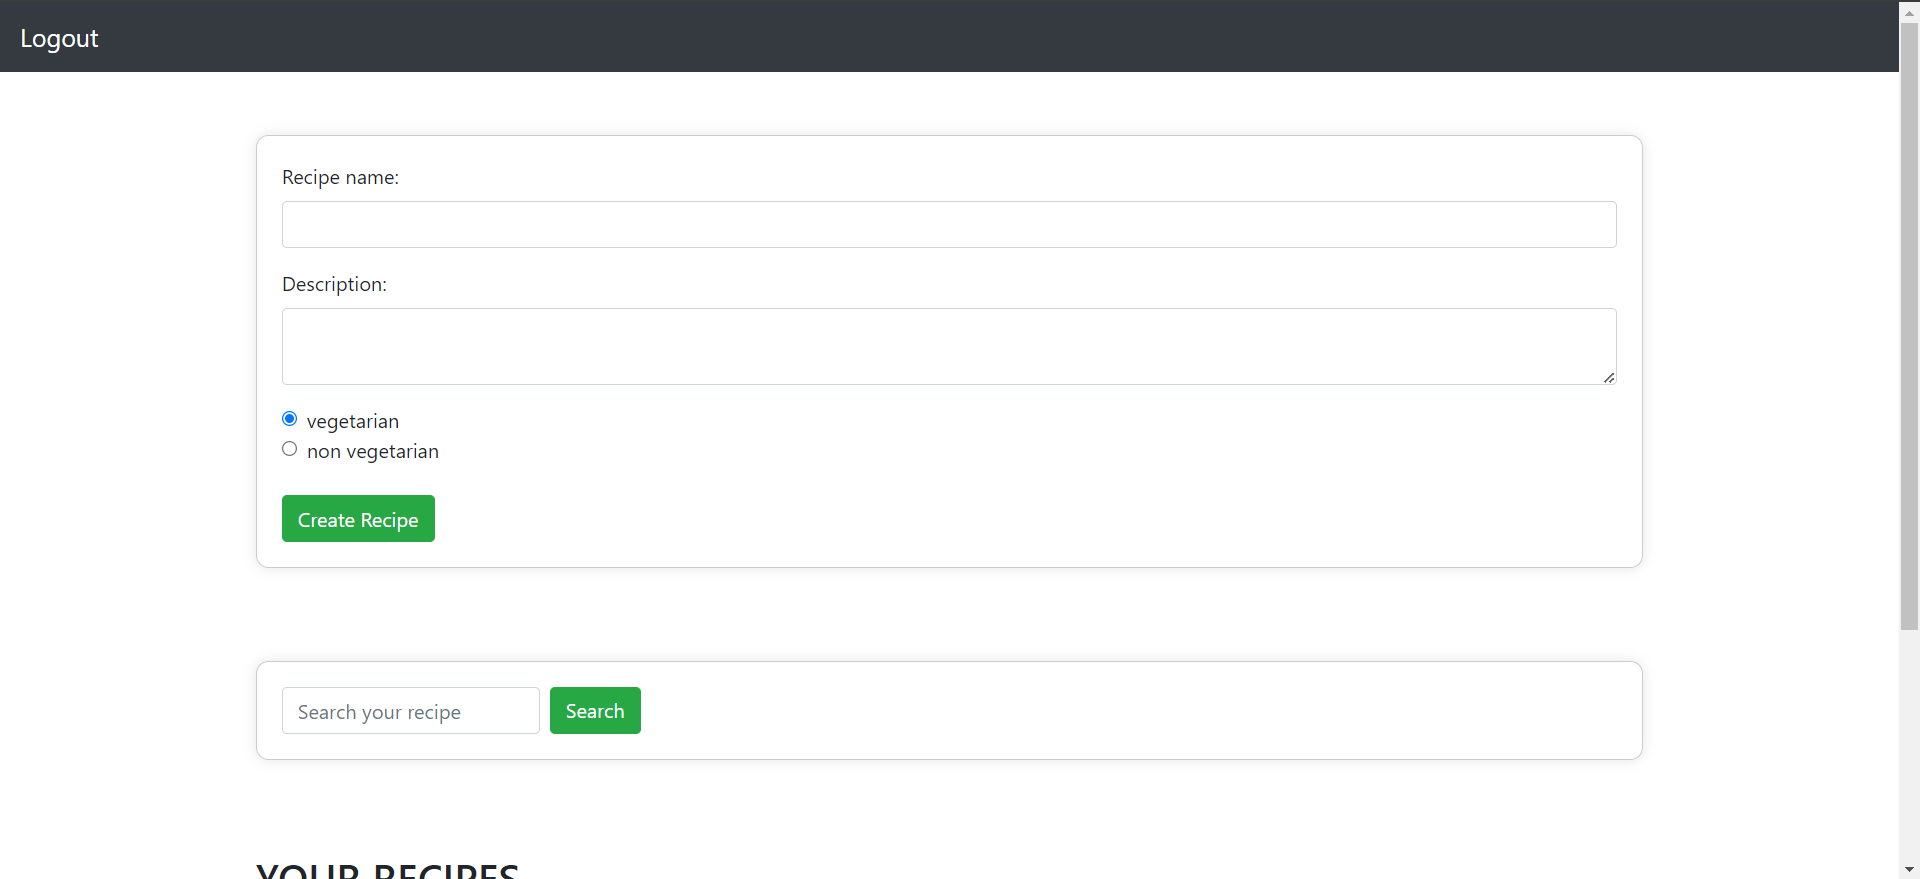 Logout
Recipe name:
Description:
vegetarian
non vegetarian
Create Recipe
Search your recipe
Search
YOUR RECIPES